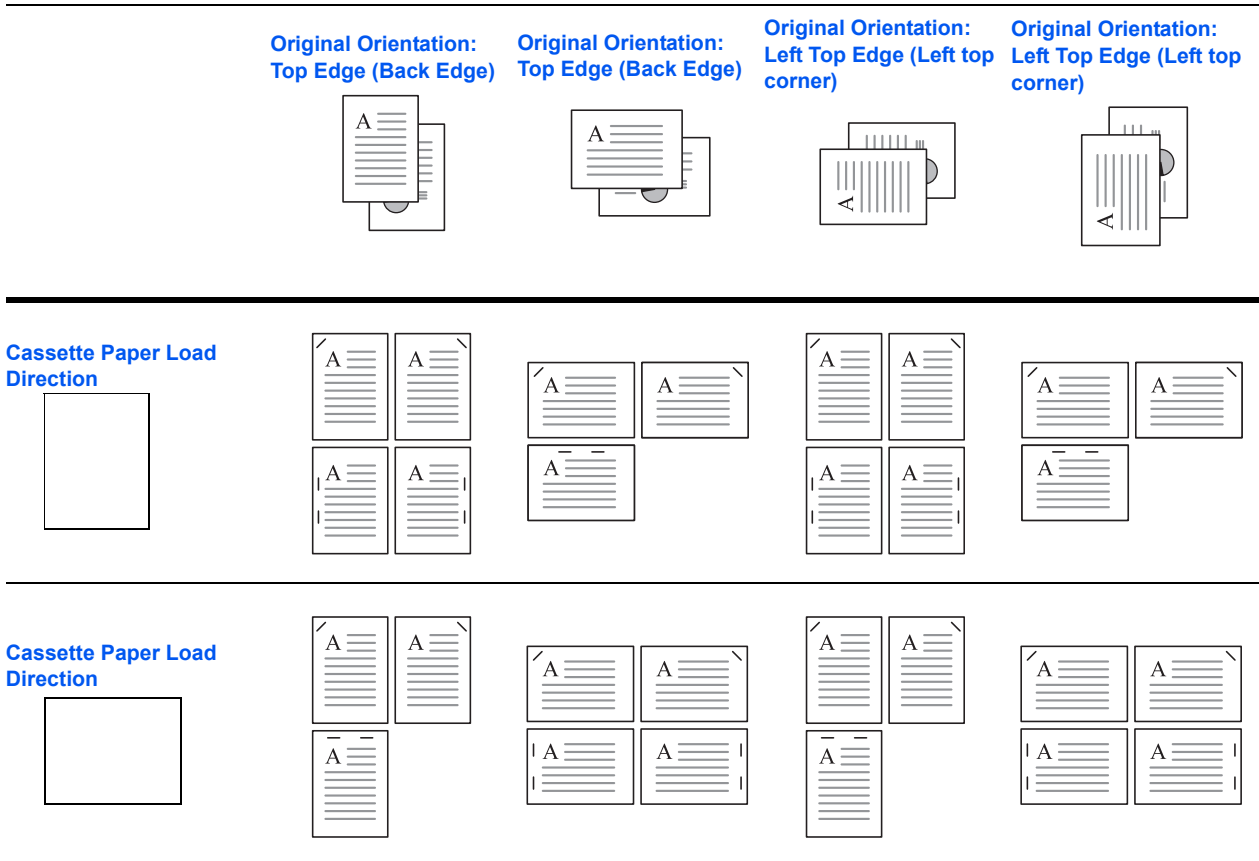 Original Orientation:
Top Edge (Back Edge)
Original Orientation:
Top Edge (Back Edge)
Original Orientation:
Left Top Edge (Left top
corner)
Original Orientation:
Left Top Edge (Left top
corner)
A
A
A
A
Cassette Paper Load
Direction
A
A
A
A
A
A
A
A
A
A
A
A
A
A
Cassette Paper Load
Direction
A
A
A
A
A
A
A
A
A
A
A
A
A
A